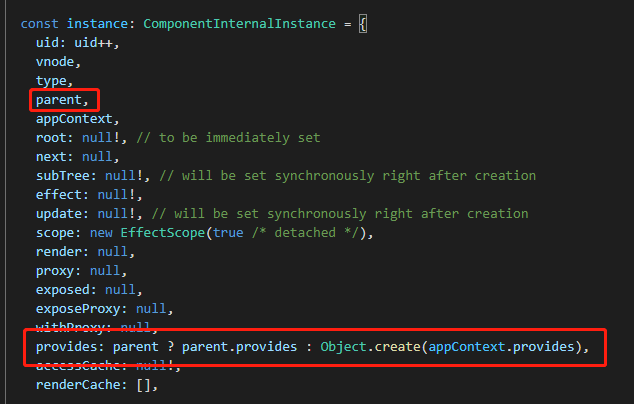 const instance: ComponentInternalInstance = {
uid: uid++,
vnode,
type,
parent,
appContext,
root: null!, // to be immediately set
next: null,
subTree: null!, // will be set synchronously right after creation
effect: null!,
update: null!, // will be set synchronously right after creation
scope: new EffectScope(true /* detached */),
render: null,
proxy: null,
exposed: null,
exposeProxy: null,
withProxy: null,
provides: parent ? parent.provides : Object.create(appContext.provides),
accessCache: null!,
renderCache: [],